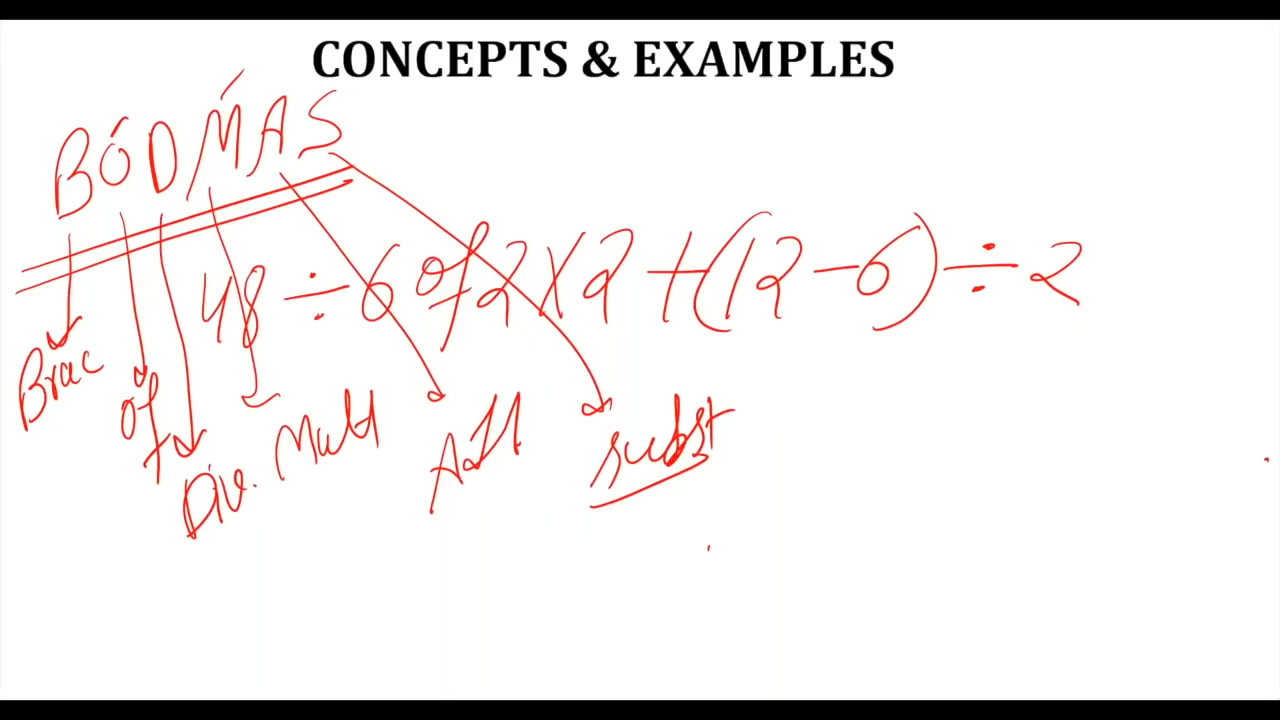 CONCEPTS & EXAMPLES
BODMAS
48 ÷ 6 of 2 × 2 + (12 - 6) ÷ 2
Brac
of
Div.
Mult
Add
subst